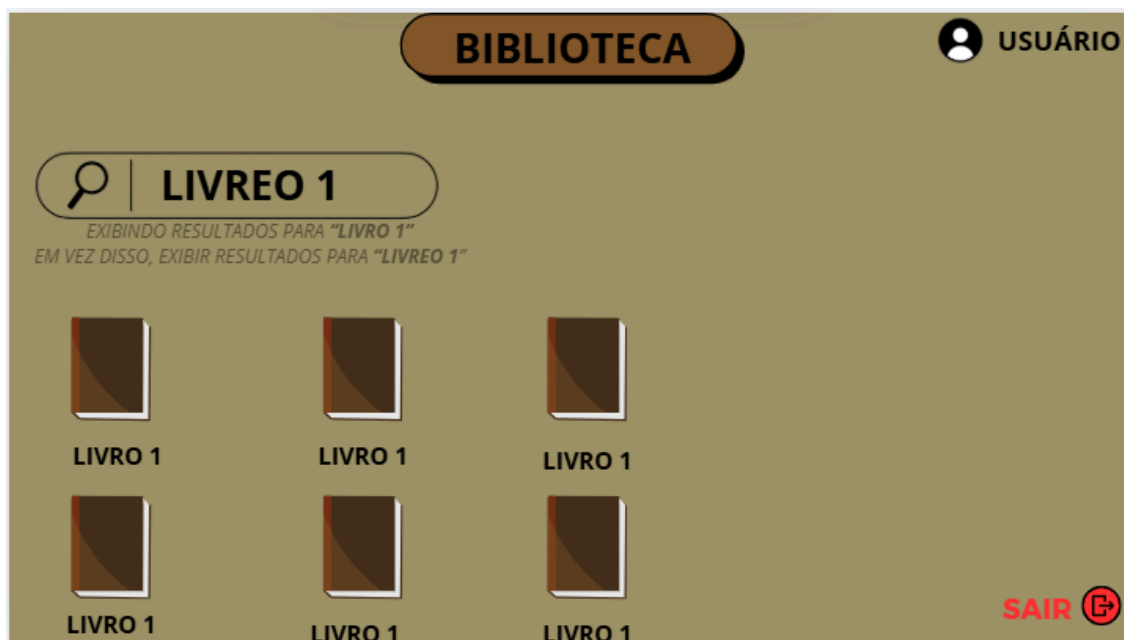 BIBLIOTECA
USUÁRIO
LIVREO 1
EXIBINDO RESULTADOS PARA “LIVRO 1”
EM VEZ DISSO, EXIBIR RESULTADOS PARA “LIVREO 1”
LIVRO 1
LIVRO 1
LIVRO 1
LIVRO 1
LIVRO 1
LIVRO 1
SAIR